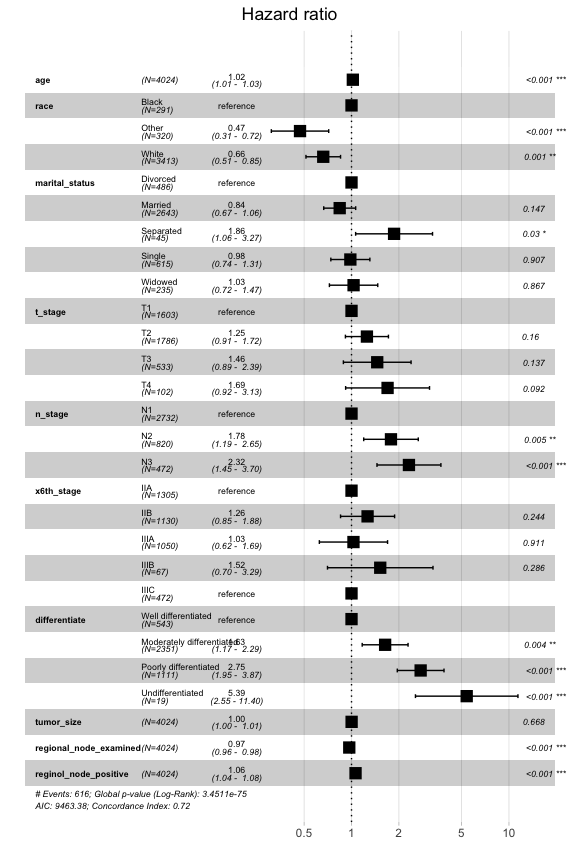 Hazard ratio
age (N=4024) 1.02 <0.001 ***
(1.01 - 1.03)
race Black reference
(N=291)
Other 0.47 <0.001 ***
(N=320) (0.31 - 0.72)
White 0.66 0.001 **
(N=3413) (0.51 - 0.85)
marital_status Divorced reference
(N=486)
Married 0.84 0.147
(N=2643) (0.67 - 1.06)
Separated 1.86 0.03 *
(N=45) (1.06 - 3.27)
Single 0.98 0.907
(N=615) (0.74 - 1.31)
Widowed 1.03 0.867
(N=235) (0.72 - 1.47)
t_stage T1 reference
(N=1603)
T2 1.25 0.16
(N=1786) (0.91 - 1.72)
T3 1.46 0.137
(N=533) (0.89 - 2.39)
T4 1.69 0.092
(N=102) (0.92 - 3.13)
n_stage N1 reference
(N=2732)
N2 1.78 0.005 **
(N=820) (1.19 - 2.65)
N3 2.32 <0.001 ***
(N=472) (1.45 - 3.70)
x6th_stage IIA reference
(N=1305)
IIB 1.26 0.244
(N=1130) (0.85 - 1.88)
IIIA 1.03 0.911
(N=1050) (0.62 - 1.69)
IIIB 1.52 0.286
(N=67) (0.70 - 3.29)
IIIC reference
(N=472)
differentiate Well differentiated reference
(N=543)
Moderately differentiated 1.63 0.004 **
(N=2351) (1.17 - 2.29)
Poorly differentiated 2.75 <0.001 ***
(N=1111) (1.95 - 3.87)
Undifferentiated 5.39 <0.001 ***
(N=19) (2.55 - 11.40)
tumor_size (N=4024) 1.00 0.668
(1.00 - 1.01)
regional_node_examined (N=4024) 0.97 <0.001 ***
(0.96 - 0.98)
reginol_node_positive (N=4024) 1.06 <0.001 ***
(1.04 - 1.08)
# Events: 616; Global p-value (Log-Rank): 3.4511e-75
AIC: 9463.38; Concordance Index: 0.72
0.5 1 2 5 10